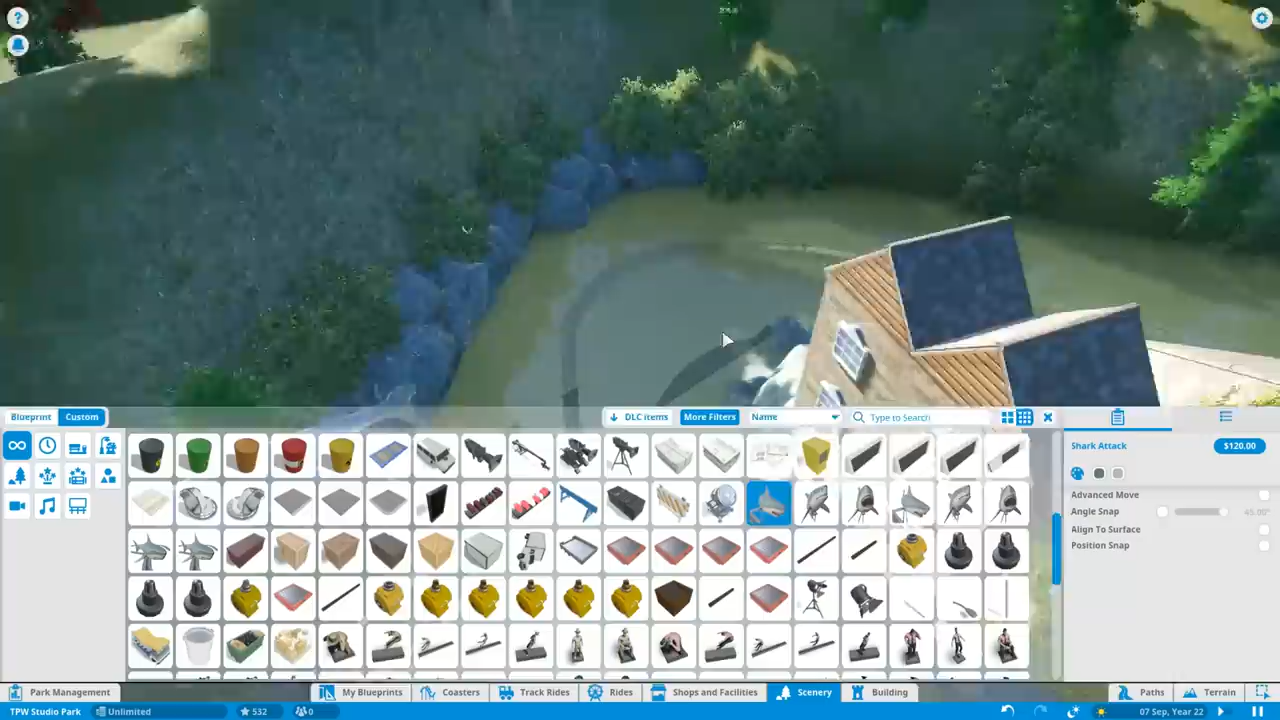 ?
Blueprint Custom DLC items More Filters Name Type to Search
Shark Attack $120.00
Advanced Move
Angle Snap 45.00°
Align To Surface
Position Snap
Park Management My Blueprints Coasters Track Rides Rides Shops and Facilities Scenery Building Paths Terrain
TPW Studio Park Unlimited 532 0 07 Sep, Year 22